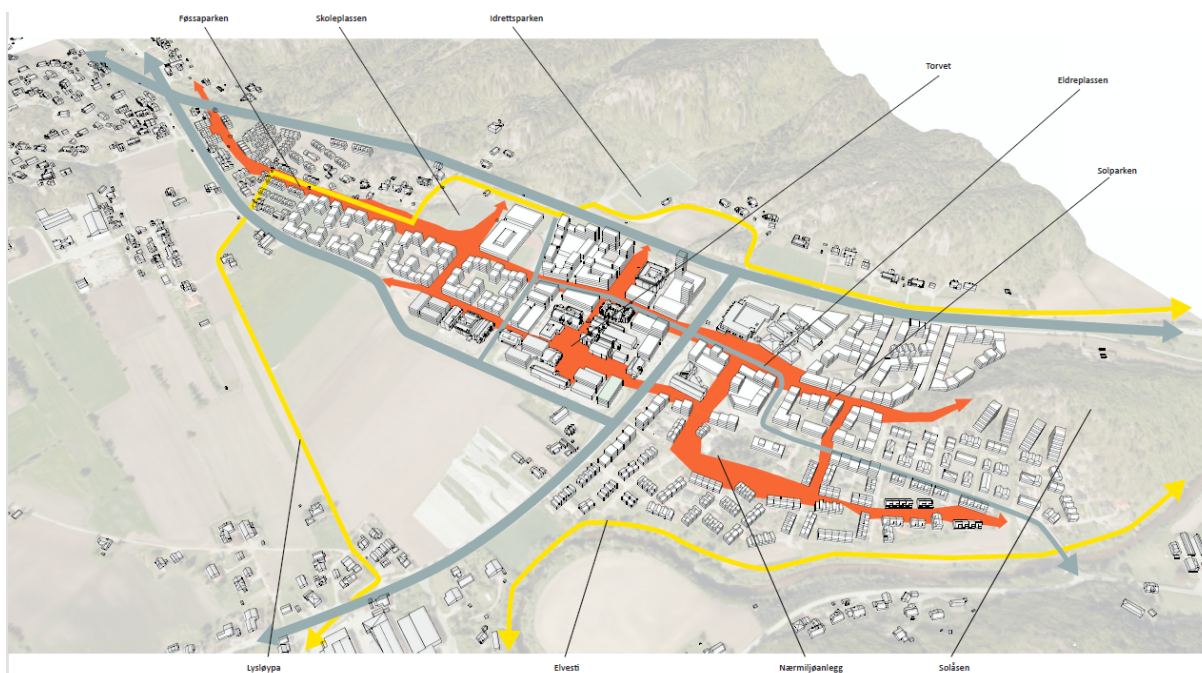 Føssaparken
Skoleplassen
Idrettsparken
Torvet
Eldreplassen
Solparken
Lysløypa
Elvesti
Nærmiljøanlegg
Solåsen